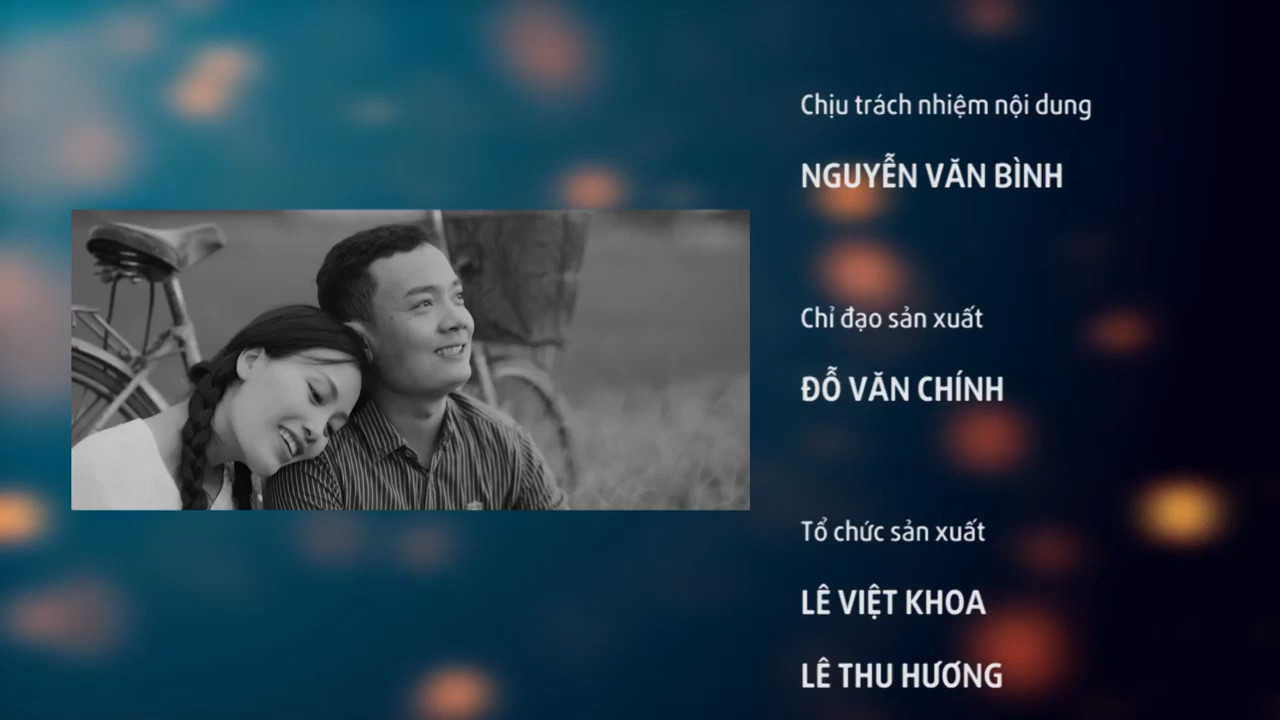 Chịu trách nhiệm nội dung
NGUYỄN VĂN BÌNH
Chỉ đạo sản xuất
ĐỖ VĂN CHÍNH
Tổ chức sản xuất
LÊ VIỆT KHOA
LÊ THU HƯƠNG